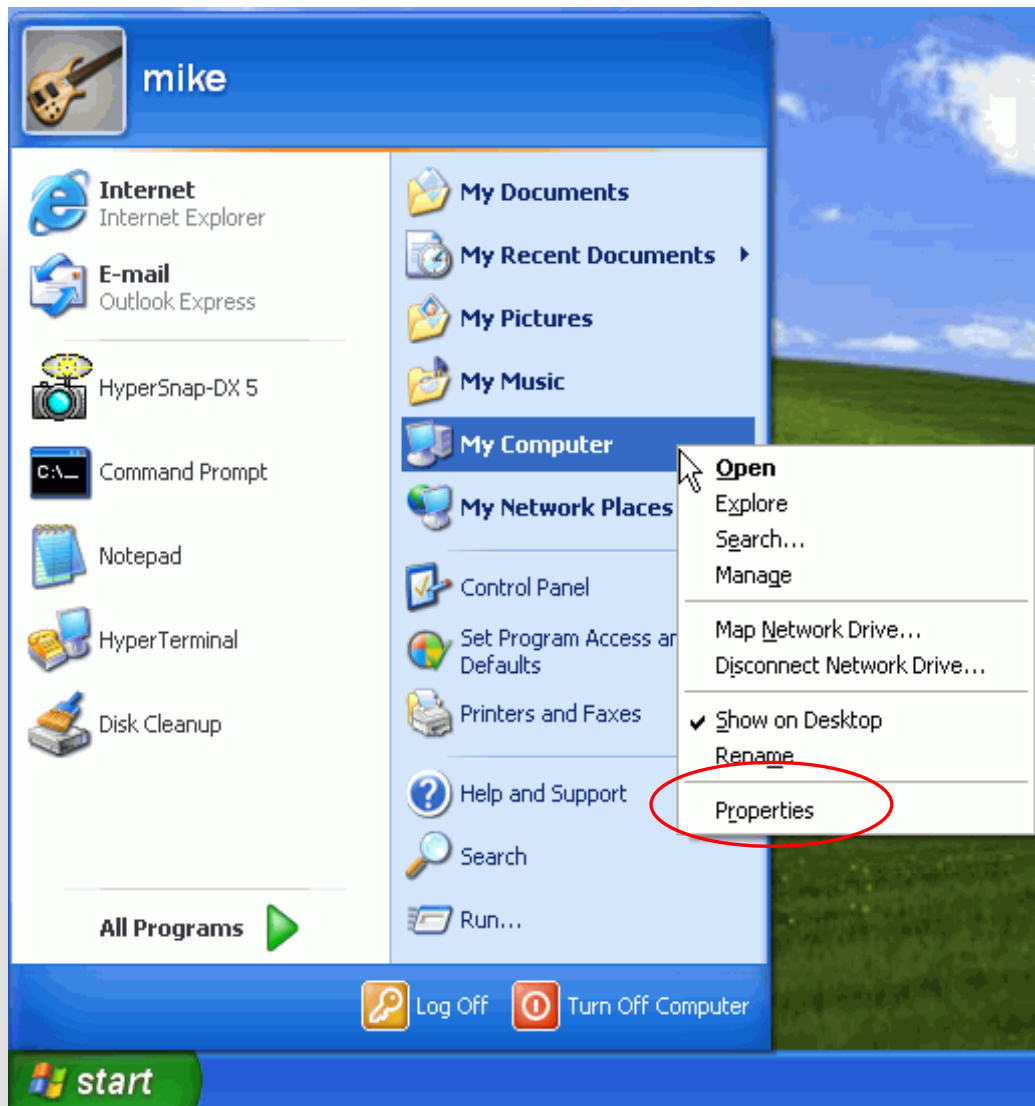 mike
Internet
Internet Explorer
E-mail
Outlook Express
HyperSnap-DX 5
C:\_
Command Prompt
Notepad
HyperTerminal
Disk Cleanup
All Programs
My Documents
My Recent Documents
My Pictures
My Music
My Computer
My Network Places
Control Panel
Set Program Access ar
Defaults
Printers and Faxes
Help and Support
Search
Run...
Open
Explore
Search...
Manage
Map Network Drive...
Disconnect Network Drive...
Show on Desktop
Rename
Properties
Log Off
Turn Off Computer
start